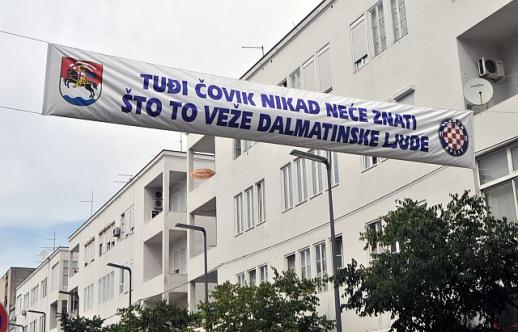 TUĐI ČOVIK NIKAD NEĆE ZNATI
ŠTO TO VEŽE DALMATINSKE LJUDE